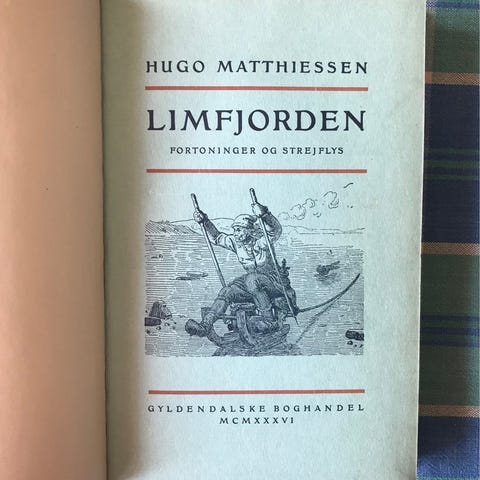 HUGO MATTHIESSEN
LIMFJORDEN
FORTONINGER OG STREJFLYS
GYLDENDALSKE BOGHANDEL
MCMXXXVI